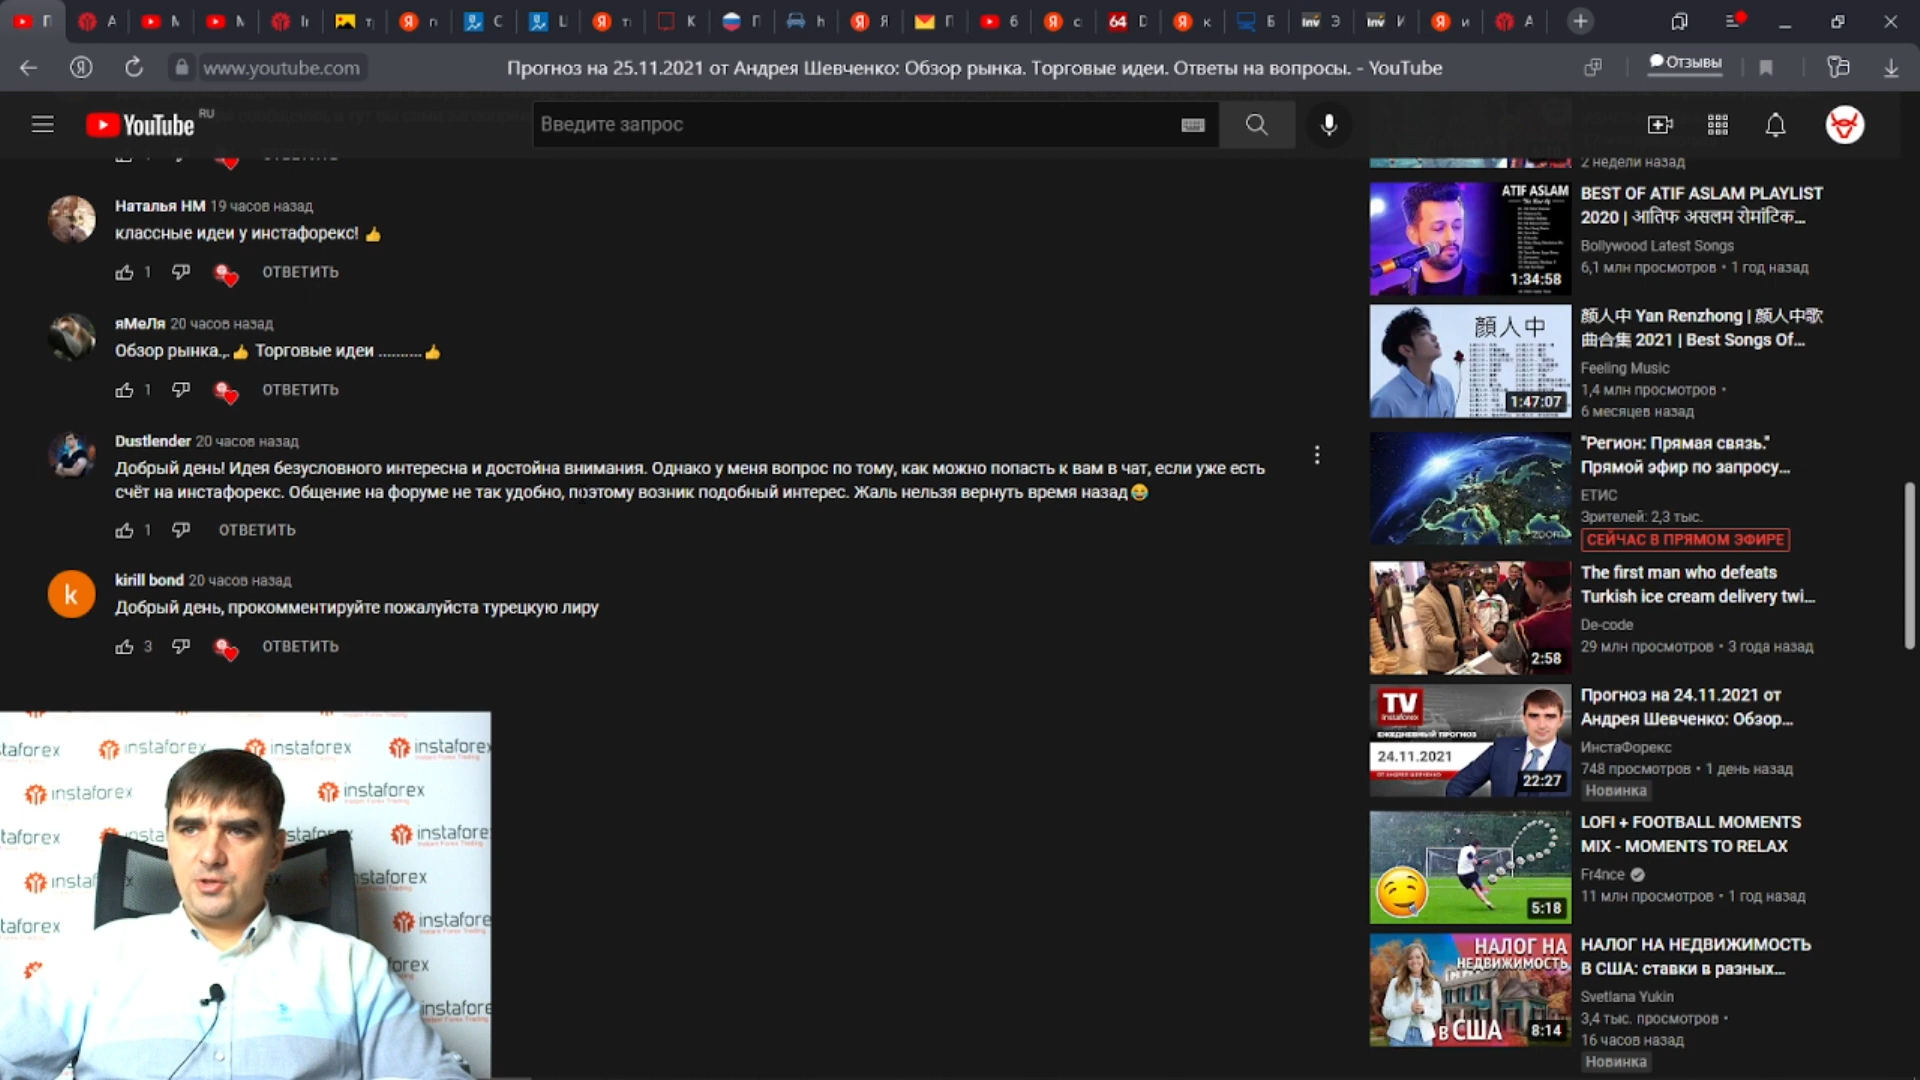 www.youtube.com
Прогноз на 25.11.2021 от Андрея Шевченко: Обзор рынка. Торговые идеи. Ответы на вопросы. - YouTube
Отзывы
YouTube
RU
Введите запрос
Наталья НМ 19 часов назад
классные идеи у инстафорекс! 👍
1
ОТВЕТИТЬ
яМеЛя 20 часов назад
Обзор рынка.,.👍 Торговые идеи ..........👍
1
ОТВЕТИТЬ
Dustlender 20 часов назад
Добрый день! Идея безусловного интересна и достойна внимания. Однако у меня вопрос по тому, как можно попасть к вам в чат, если уже есть
счёт на инстафорекс. Общение на форуме не так удобно, поэтому возник подобный интерес. Жаль нельзя вернуть время назад😂
1
ОТВЕТИТЬ
k
kirill bond 20 часов назад
Добрый день, прокомментируйте пожалуйста турецкую лиру
3
ОТВЕТИТЬ
2 недели назад
ATIF ASLAM
1:34:58
BEST OF ATIF ASLAM PLAYLIST
2020 | आतिफ असलम रोमांटिक...
Bollywood Latest Songs
6,1 млн просмотров • 1 год назад
顏人中
1:47:07
顏人中 Yan Renzhong | 颜人中歌
曲合集 2021 | Best Songs Of...
Feeling Music
1,4 млн просмотров •
6 месяцев назад
zoom
"Регион: Прямая связь."
Прямой эфир по запросу...
ЕТИС
Зрителей: 2,3 тыс.
СЕЙЧАС В ПРЯМОМ ЭФИРЕ
2:58
The first man who defeats
Turkish ice cream delivery twi...
De-code
29 млн просмотров • 3 года назад
TV
instaforex
ЕЖЕДНЕВНЫЙ ПРОГНОЗ
24.11.2021
ОТ АНДРЕЯ ШЕВЧЕНКО
22:27
Прогноз на 24.11.2021 от
Андрея Шевченко: Обзор...
ИнстаФорекс
748 просмотров • 1 день назад
Новинка
5:18
LOFI + FOOTBALL MOMENTS
MIX - MOMENTS TO RELAX
Fr4nce
11 млн просмотров • 1 год назад
НАЛОГ НА
НЕДВИЖИМОСТЬ
в США
8:14
НАЛОГ НА НЕДВИЖИМОСТЬ
В США: ставки в разных...
Svetlana Yukin
3,4 тыс. просмотров •
16 часов назад
Новинка
instaforex
instaforex
instaforex
instaforex